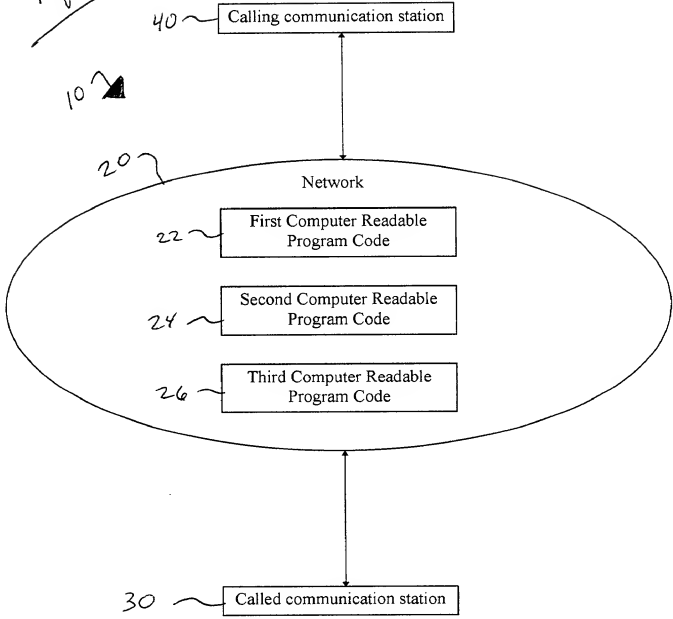 40 Calling communication station
10
20
Network
22 First Computer Readable
Program Code
24 Second Computer Readable
Program Code
26 Third Computer Readable
Program Code
30 Called communication station